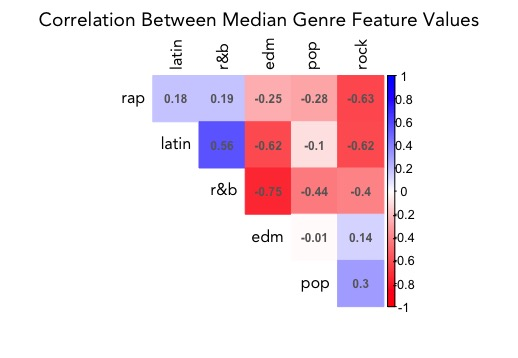 Correlation Between Median Genre Feature Values
latin r&b edm pop rock
rap 0.18 0.19 -0.25 -0.28 -0.63
latin 0.56 -0.62 -0.1 -0.62
r&b -0.75 -0.44 -0.4
edm -0.01 0.14
pop 0.3
1
0.8
0.6
0.4
0.2
0
-0.2
-0.4
-0.6
-0.8
-1